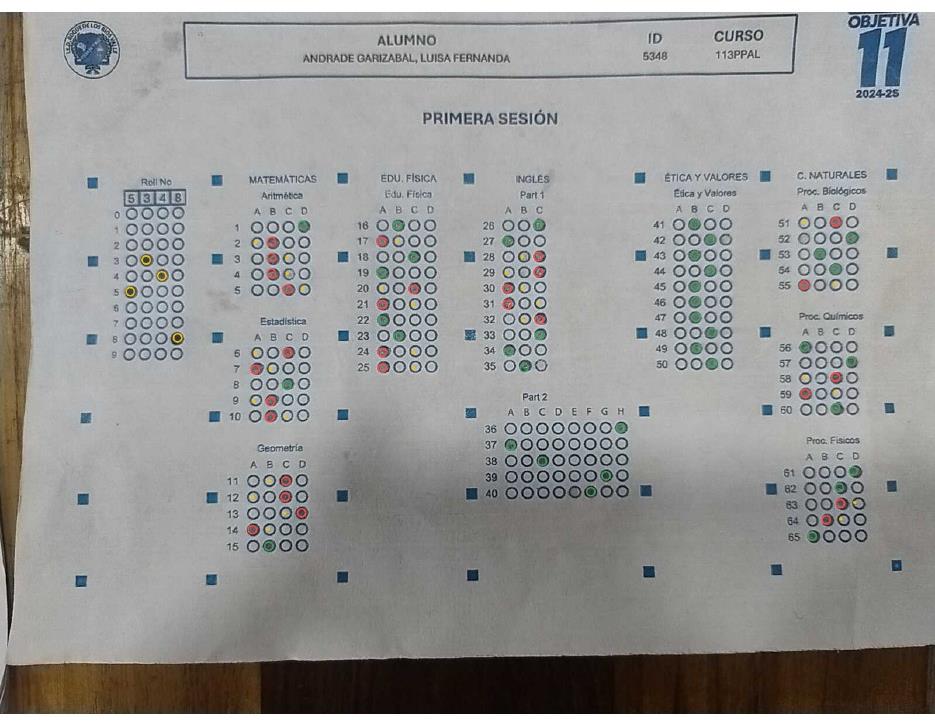 ALUMNO
ANDRADE GARIZABAL, LUISA FERNANDA
ID
5348
CURSO
113PPAL
OBJETIVA
11
2024-25
PRIMERA SESIÓN
Roll No
5 3 4 8
0
1
2
3
4
5
6
7
8
9
MATEMÁTICAS
Aritmética
A B C D
1
2
3
4
5
Estadística
A B C D
6
7
8
9
10
Geometría
A B C D
11
12
13
14
15
EDU. FÍSICA
Edu. Física
A B C D
16
17
18
19
20
21
22
23
24
25
INGLÉS
Part 1
A B C
26
27
28
29
30
31
32
33
34
35
Part 2
A B C D E F G H
36
37
38
39
40
ÉTICA Y VALORES
Ética y Valores
A B C D
41
42
43
44
45
46
47
48
49
50
C. NATURALES
Proc. Biológicos
A B C D
51
52
53
54
55
Proc. Químicos
A B C D
56
57
58
59
60
Proc. Físicos
A B C D
61
62
63
64
65